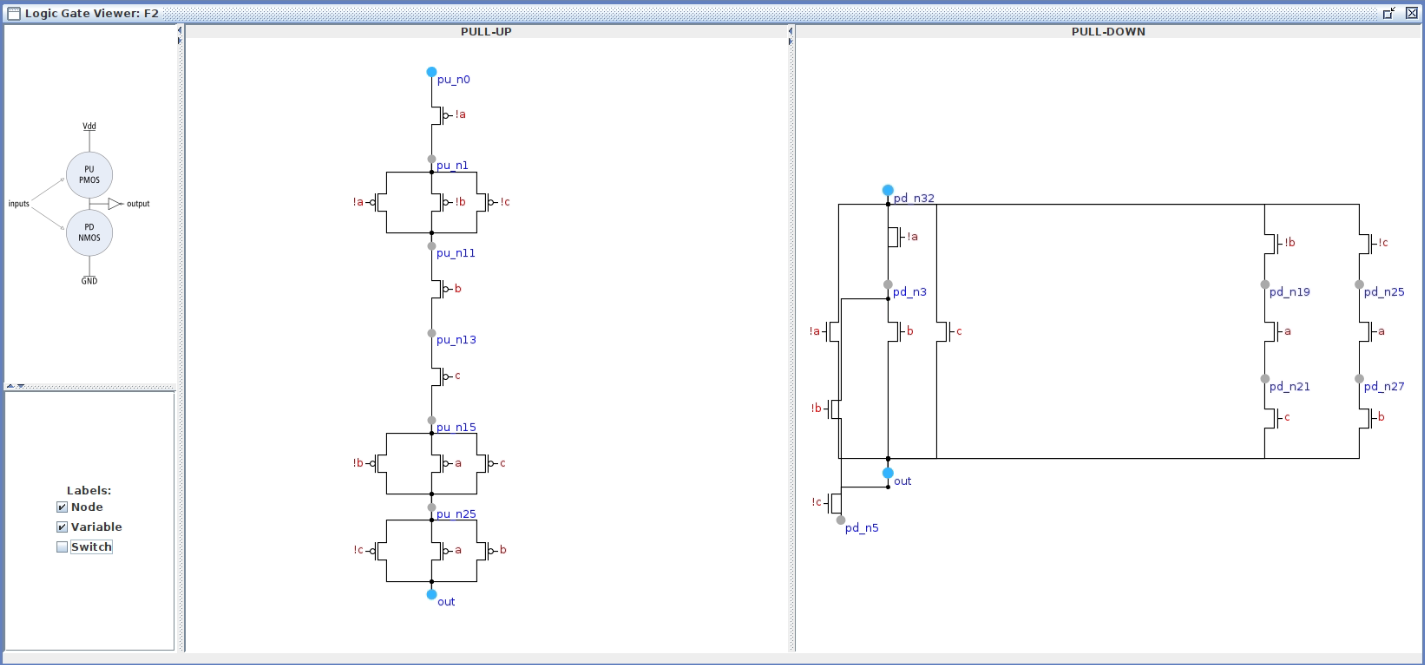 Logic Gate Viewer: F2
PULL-UP
PULL-DOWN
Vdd
PU
PMOS
inputs
output
PD
NMOS
GND
Labels:
Node
Variable
Switch
pu_n0
!a
pu_n1
!a
!b
!c
pu_n11
b
pu_n13
c
pu_n15
!b
a
c
pu_n25
!c
a
b
out
pd_n32
!a
!b
!c
pd_n3
pd_n19
pd_n25
!a
b
c
a
a
pd_n21
pd_n27
!b
c
b
out
!c
pd_n5